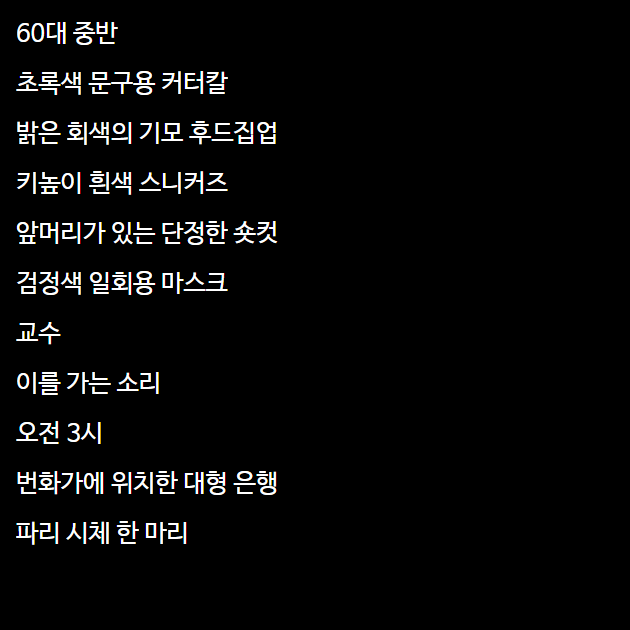 60대 중반
초록색 문구용 커터칼
밝은 회색의 기모 후드집업
키높이 흰색 스니커즈
앞머리가 있는 단정한 숏컷
검정색 일회용 마스크
교수
이를 가는 소리
오전 3시
번화가에 위치한 대형 은행
파리 시체 한 마리